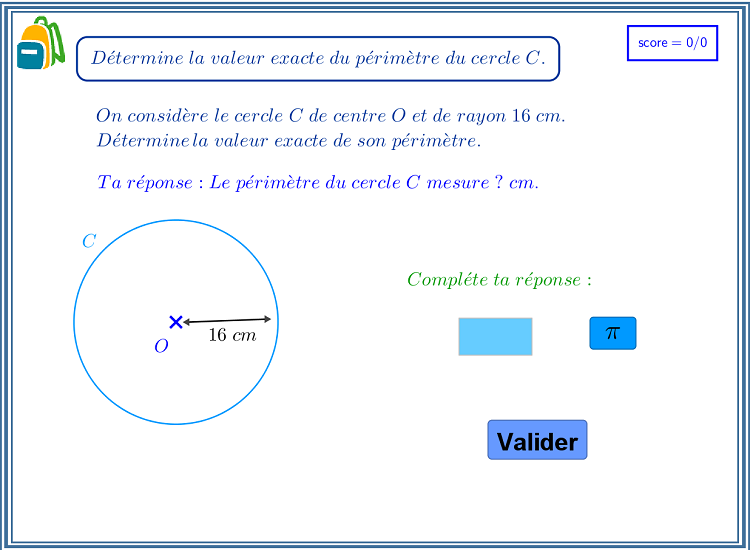 Détermine la valeur exacte du périmètre du cercle C.
score = 0/0
On considère le cercle C de centre O et de rayon 16 cm.
Détermine la valeur exacte de son périmètre.
Ta réponse : Le périmètre du cercle C mesure ? cm.
C
Compléte ta réponse :
16 cm
O
π
Valider